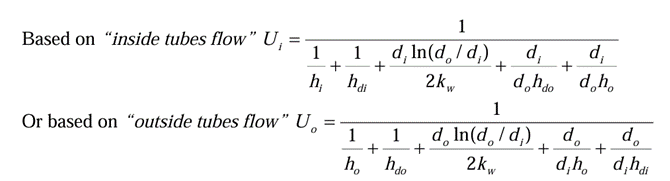 Based on “inside tubes flow” U_i = 1 / (1/h_i + 1/h_di + d_i ln(d_o / d_i)/2k_w + d_i/d_o h_do + d_i/d_o h_o)
Or based on “outside tubes flow” U_o = 1 / (1/h_o + 1/h_do + d_o ln(d_o / d_i)/2k_w + d_o/d_i h_o + d_o/d_i h_di)